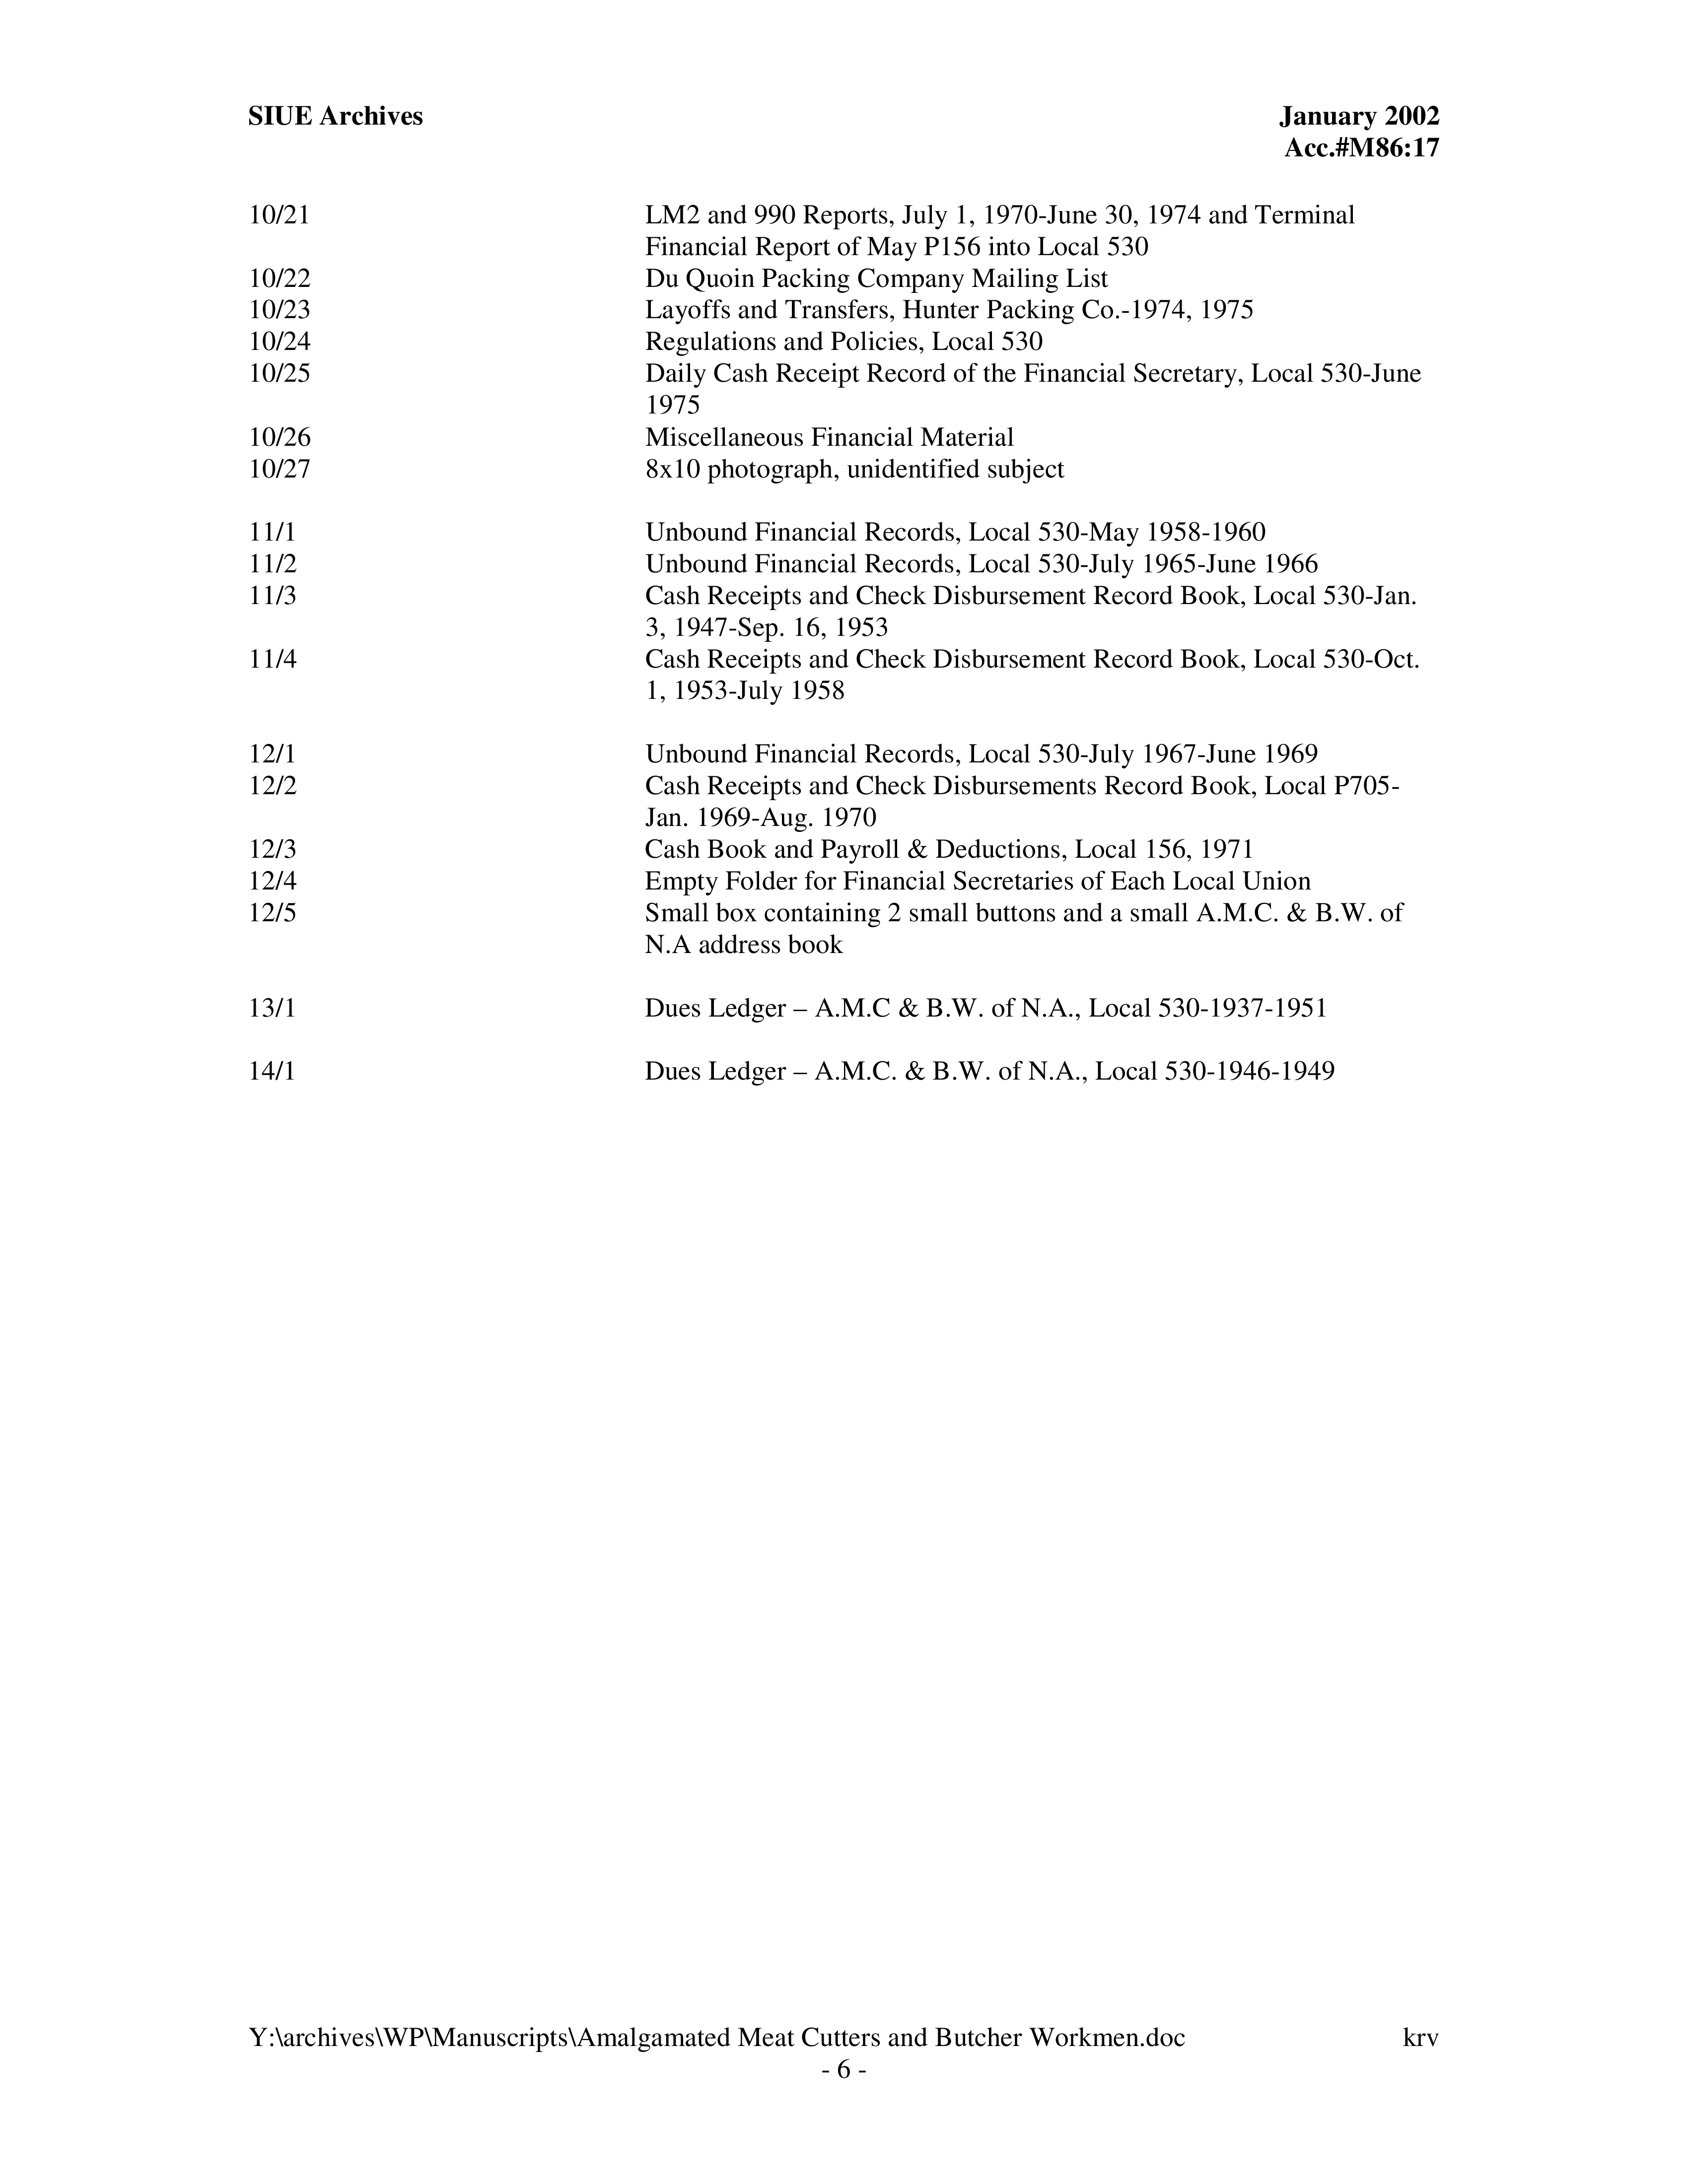 SIUE Archives January 2002
Acc.#M86:17
10/21 LM2 and 990 Reports, July 1, 1970-June 30, 1974 and Terminal
Financial Report of May P156 into Local 530
10/22 Du Quoin Packing Company Mailing List
10/23 Layoffs and Transfers, Hunter Packing Co.-1974, 1975
10/24 Regulations and Policies, Local 530
10/25 Daily Cash Receipt Record of the Financial Secretary, Local 530-June
1975
10/26 Miscellaneous Financial Material
10/27 8x10 photograph, unidentified subject
11/1 Unbound Financial Records, Local 530-May 1958-1960
11/2 Unbound Financial Records, Local 530-July 1965-June 1966
11/3 Cash Receipts and Check Disbursement Record Book, Local 530-Jan.
3, 1947-Sep. 16, 1953
11/4 Cash Receipts and Check Disbursement Record Book, Local 530-Oct.
1, 1953-July 1958
12/1 Unbound Financial Records, Local 530-July 1967-June 1969
12/2 Cash Receipts and Check Disbursements Record Book, Local P705-
Jan. 1969-Aug. 1970
12/3 Cash Book and Payroll & Deductions, Local 156, 1971
12/4 Empty Folder for Financial Secretaries of Each Local Union
12/5 Small box containing 2 small buttons and a small A.M.C. & B.W. of
N.A address book
13/1 Dues Ledger – A.M.C & B.W. of N.A., Local 530-1937-1951
14/1 Dues Ledger – A.M.C. & B.W. of N.A., Local 530-1946-1949
Y:\archives\WP\Manuscripts\Amalgamated Meat Cutters and Butcher Workmen.doc krv
- 6 -